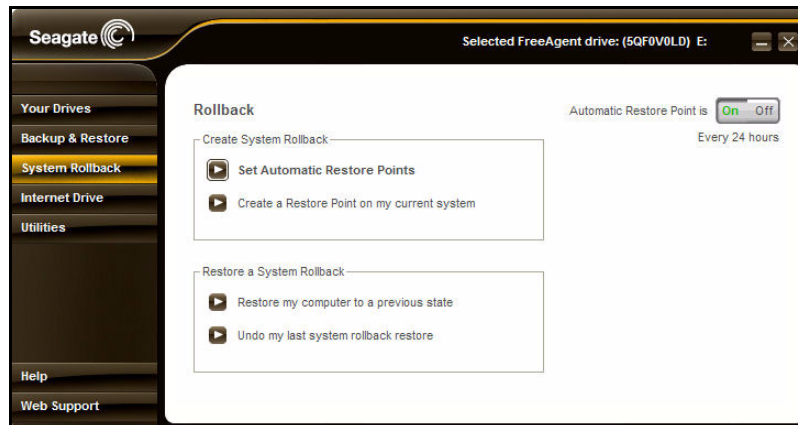 Seagate
Selected FreeAgent drive: (5QF0V0LD) E:
Your Drives
Backup & Restore
System Rollback
Internet Drive
Utilities
Help
Web Support
Rollback
Automatic Restore Point is On Off
Every 24 hours
Create System Rollback
Set Automatic Restore Points
Create a Restore Point on my current system
Restore a System Rollback
Restore my computer to a previous state
Undo my last system rollback restore